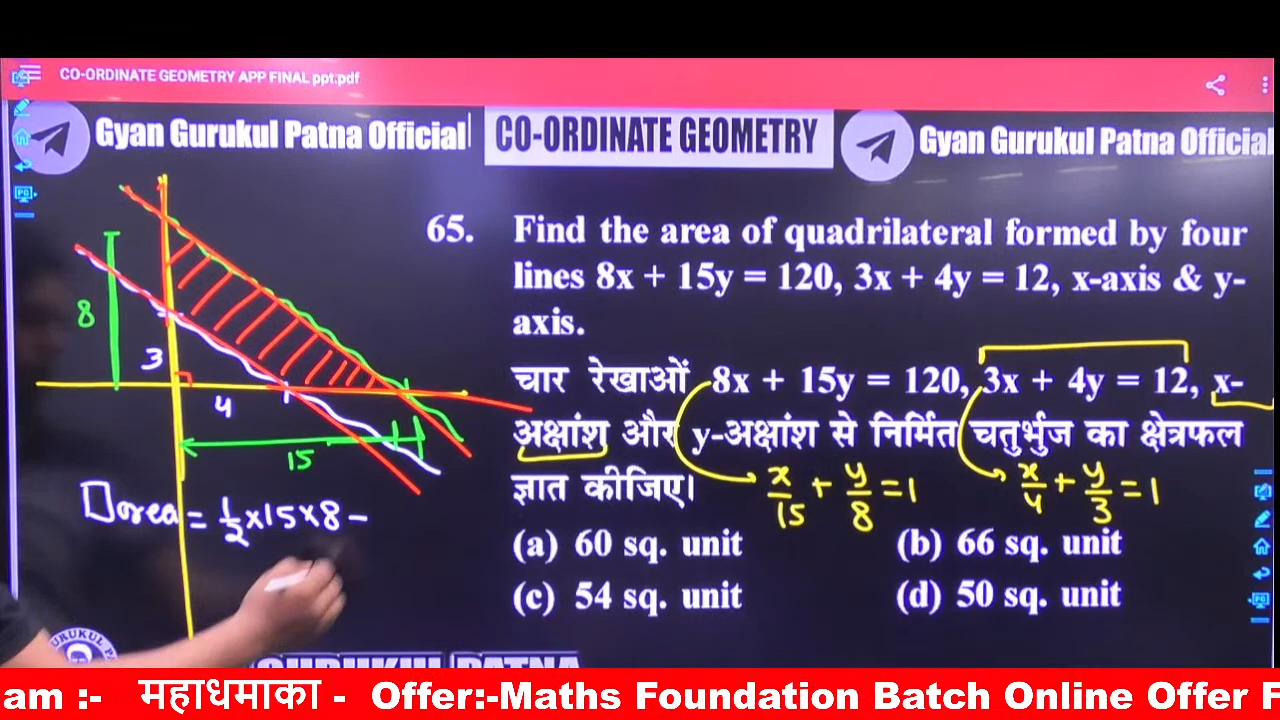 CO-ORDINATE GEOMETRY APP FINAL ppt.pdf
Gyan Gurukul Patna Official
CO-ORDINATE GEOMETRY
Gyan Gurukul Patna Official
65. Find the area of quadrilateral formed by four
lines 8x + 15y = 120, 3x + 4y = 12, x-axis & y-
axis.
चार रेखाओं 8x + 15y = 120, 3x + 4y = 12, x-
अक्षांश और y-अक्षांश से निर्मित चतुर्भुज का क्षेत्रफल
ज्ञात कीजिए।
x/15 + y/8 = 1
x/4 + y/3 = 1
(a) 60 sq. unit
(b) 66 sq. unit
(c) 54 sq. unit
(d) 50 sq. unit
8
3
4
15
area = 1/2 × 15 × 8 −
GURUKUL PATNA
am :- महाधमाका - Offer:-Maths Foundation Batch Online Offer F